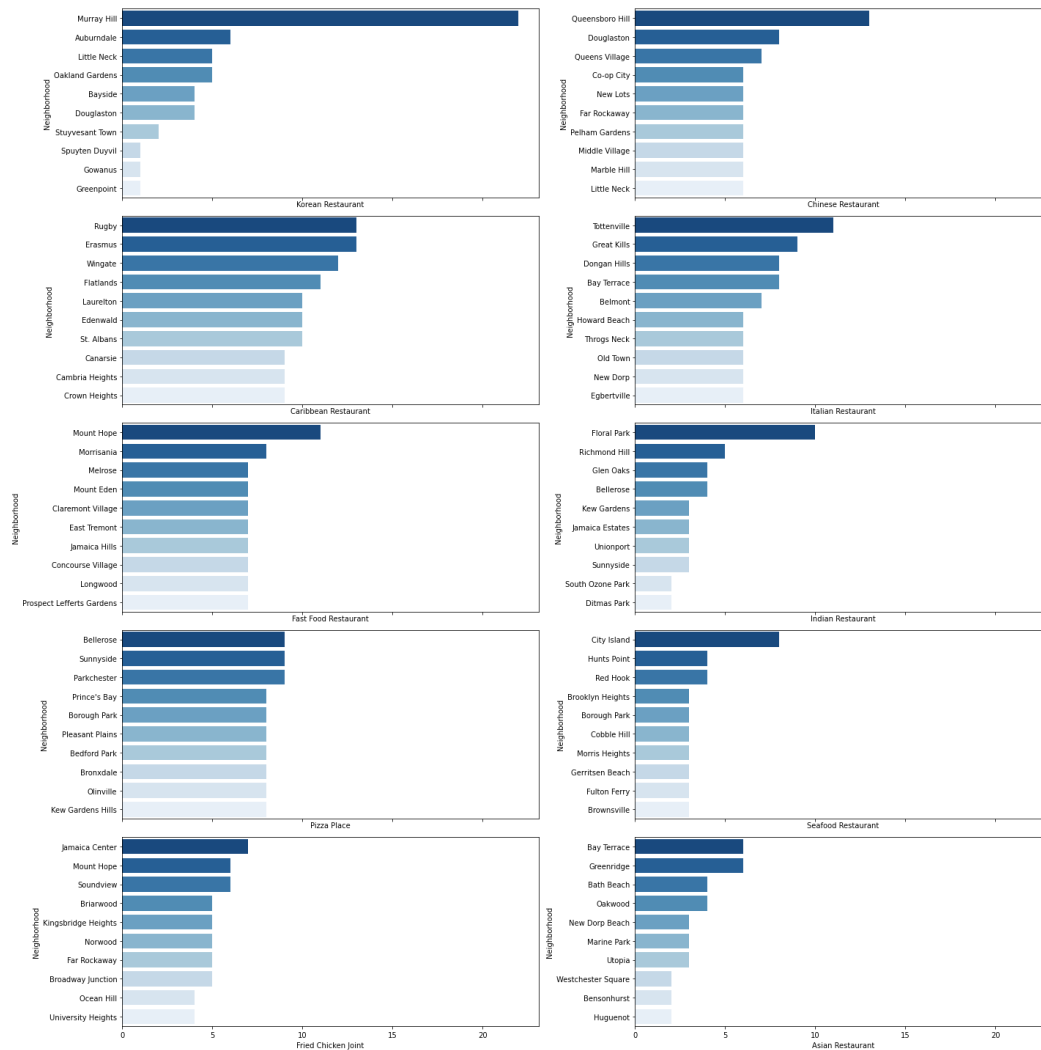 Neighborhood
Murray Hill
Auburndale
Little Neck
Oakland Gardens
Bayside
Douglaston
Stuyvesant Town
Spuyten Duyvil
Gowanus
Greenpoint
Korean Restaurant
Neighborhood
Queensboro Hill
Douglaston
Queens Village
Co-op City
New Lots
Far Rockaway
Pelham Gardens
Middle Village
Marble Hill
Little Neck
Chinese Restaurant
Neighborhood
Rugby
Erasmus
Wingate
Flatlands
Laurelton
Edenwald
St. Albans
Canarsie
Cambria Heights
Crown Heights
Caribbean Restaurant
Neighborhood
Tottenville
Great Kills
Dongan Hills
Bay Terrace
Belmont
Howard Beach
Throgs Neck
Old Town
New Dorp
Egbertville
Italian Restaurant
Neighborhood
Mount Hope
Morrisania
Melrose
Mount Eden
Claremont Village
East Tremont
Jamaica Hills
Concourse Village
Longwood
Prospect Lefferts Gardens
Fast Food Restaurant
Neighborhood
Floral Park
Richmond Hill
Glen Oaks
Bellerose
Kew Gardens
Jamaica Estates
Unionport
Sunnyside
South Ozone Park
Ditmas Park
Indian Restaurant
Neighborhood
Bellerose
Sunnyside
Parkchester
Prince's Bay
Borough Park
Pleasant Plains
Bedford Park
Bronxdale
Olinville
Kew Gardens Hills
Pizza Place
Neighborhood
City Island
Hunts Point
Red Hook
Brooklyn Heights
Borough Park
Cobble Hill
Morris Heights
Gerritsen Beach
Fulton Ferry
Brownsville
Seafood Restaurant
Neighborhood
Jamaica Center
Mount Hope
Soundview
Briarwood
Kingsbridge Heights
Norwood
Far Rockaway
Broadway Junction
Ocean Hill
University Heights
0 5 10 15 20
Fried Chicken Joint
Neighborhood
Bay Terrace
Greenridge
Bath Beach
Oakwood
New Dorp Beach
Marine Park
Utopia
Westchester Square
Bensonhurst
Huguenot
0 5 10 15 20
Asian Restaurant